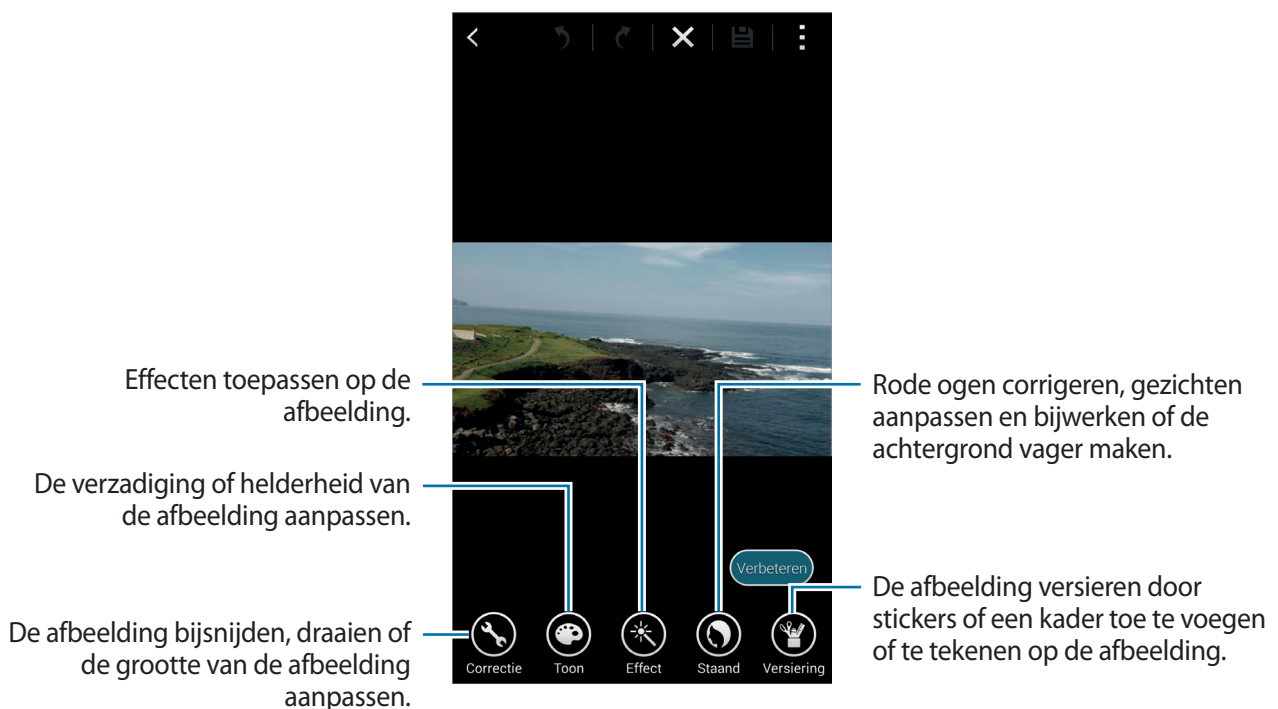 Effecten toepassen op de
afbeelding.
De verzadiging of helderheid van
de afbeelding aanpassen.
De afbeelding bijsnijden, draaien of
de grootte van de afbeelding
aanpassen.
Rode ogen corrigeren, gezichten
aanpassen en bijwerken of de
achtergrond vager maken.
De afbeelding versieren door
stickers of een kader toe te voegen
of te tekenen op de afbeelding.
Verbeteren
Correctie
Toon
Effect
Staand
Versiering